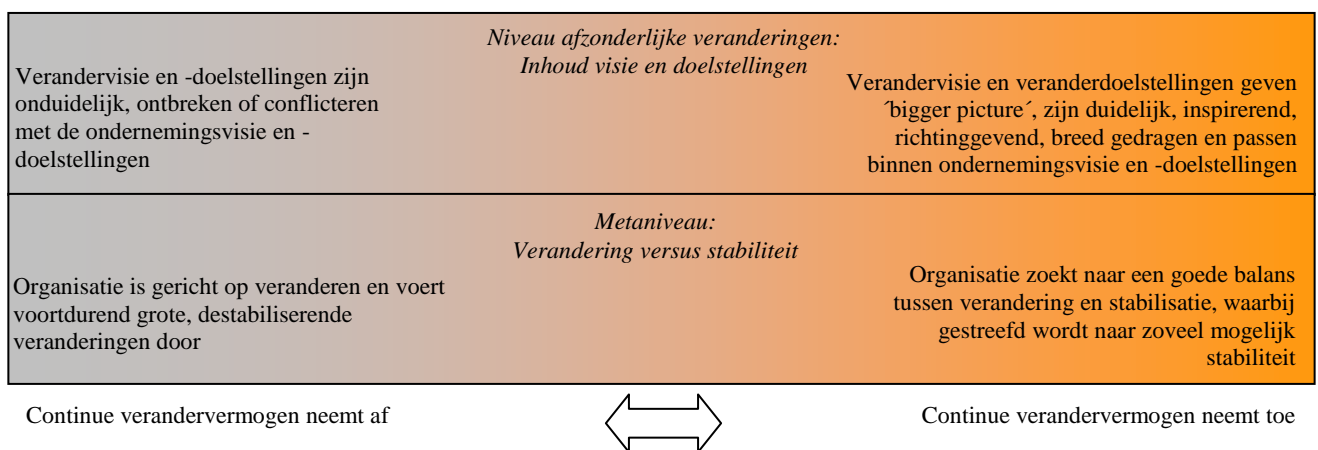 Niveau afzonderlijke veranderingen:
Inhoud visie en doelstellingen
Verandervisie en -doelstellingen zijn
onduidelijk, ontbreken of conflicteren
met de ondernemingsvisie en -
doelstellingen
Verandervisie en veranderdoelstellingen geven
´bigger picture´, zijn duidelijk, inspirerend,
richtinggevend, breed gedragen en passen
binnen ondernemingsvisie en -doelstellingen
Metaniveau:
Verandering versus stabiliteit
Organisatie is gericht op veranderen en voert
voortdurend grote, destabiliserende
veranderingen door
Organisatie zoekt naar een goede balans
tussen verandering en stabilisatie, waarbij
gestreefd wordt naar zoveel mogelijk
stabiliteit
Continue verandervermogen neemt af
Continue verandervermogen neemt toe